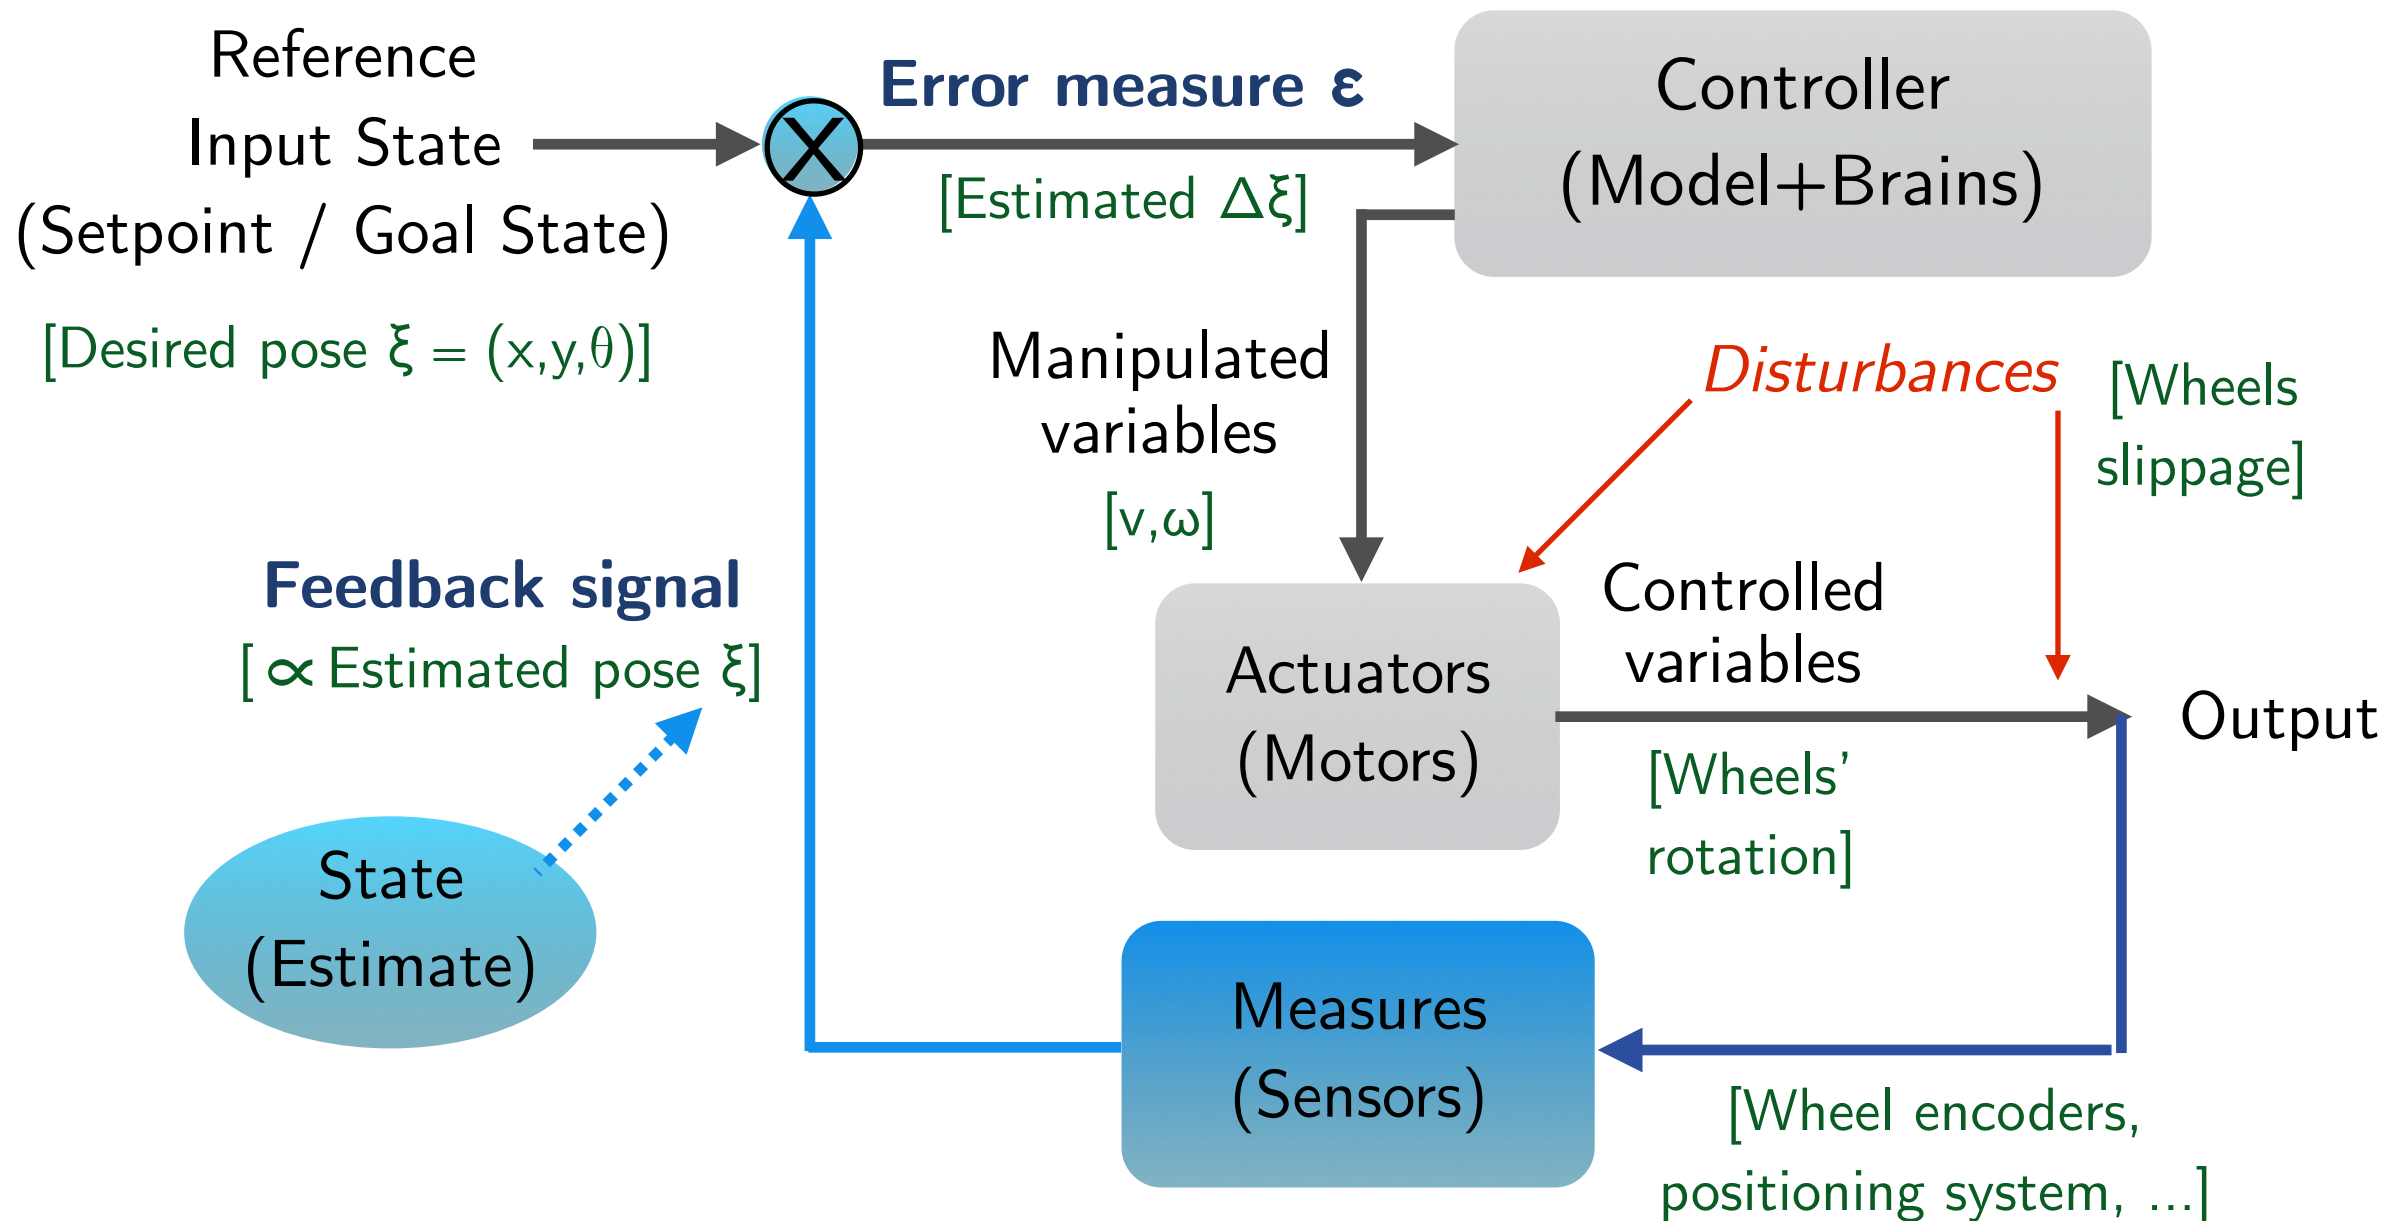 Reference
Input State
(Setpoint / Goal State)
[Desired pose ξ = (x,y,θ)]
X
Error measure ε
[Estimated Δξ]
Controller
(Model+Brains)
Manipulated
variables
[v,ω]
Disturbances
[Wheels
slippage]
Feedback signal
[∝ Estimated pose ξ]
Actuators
(Motors)
Controlled
variables
[Wheels’
rotation]
Output
State
(Estimate)
Measures
(Sensors)
[Wheel encoders,
positioning system, ...]